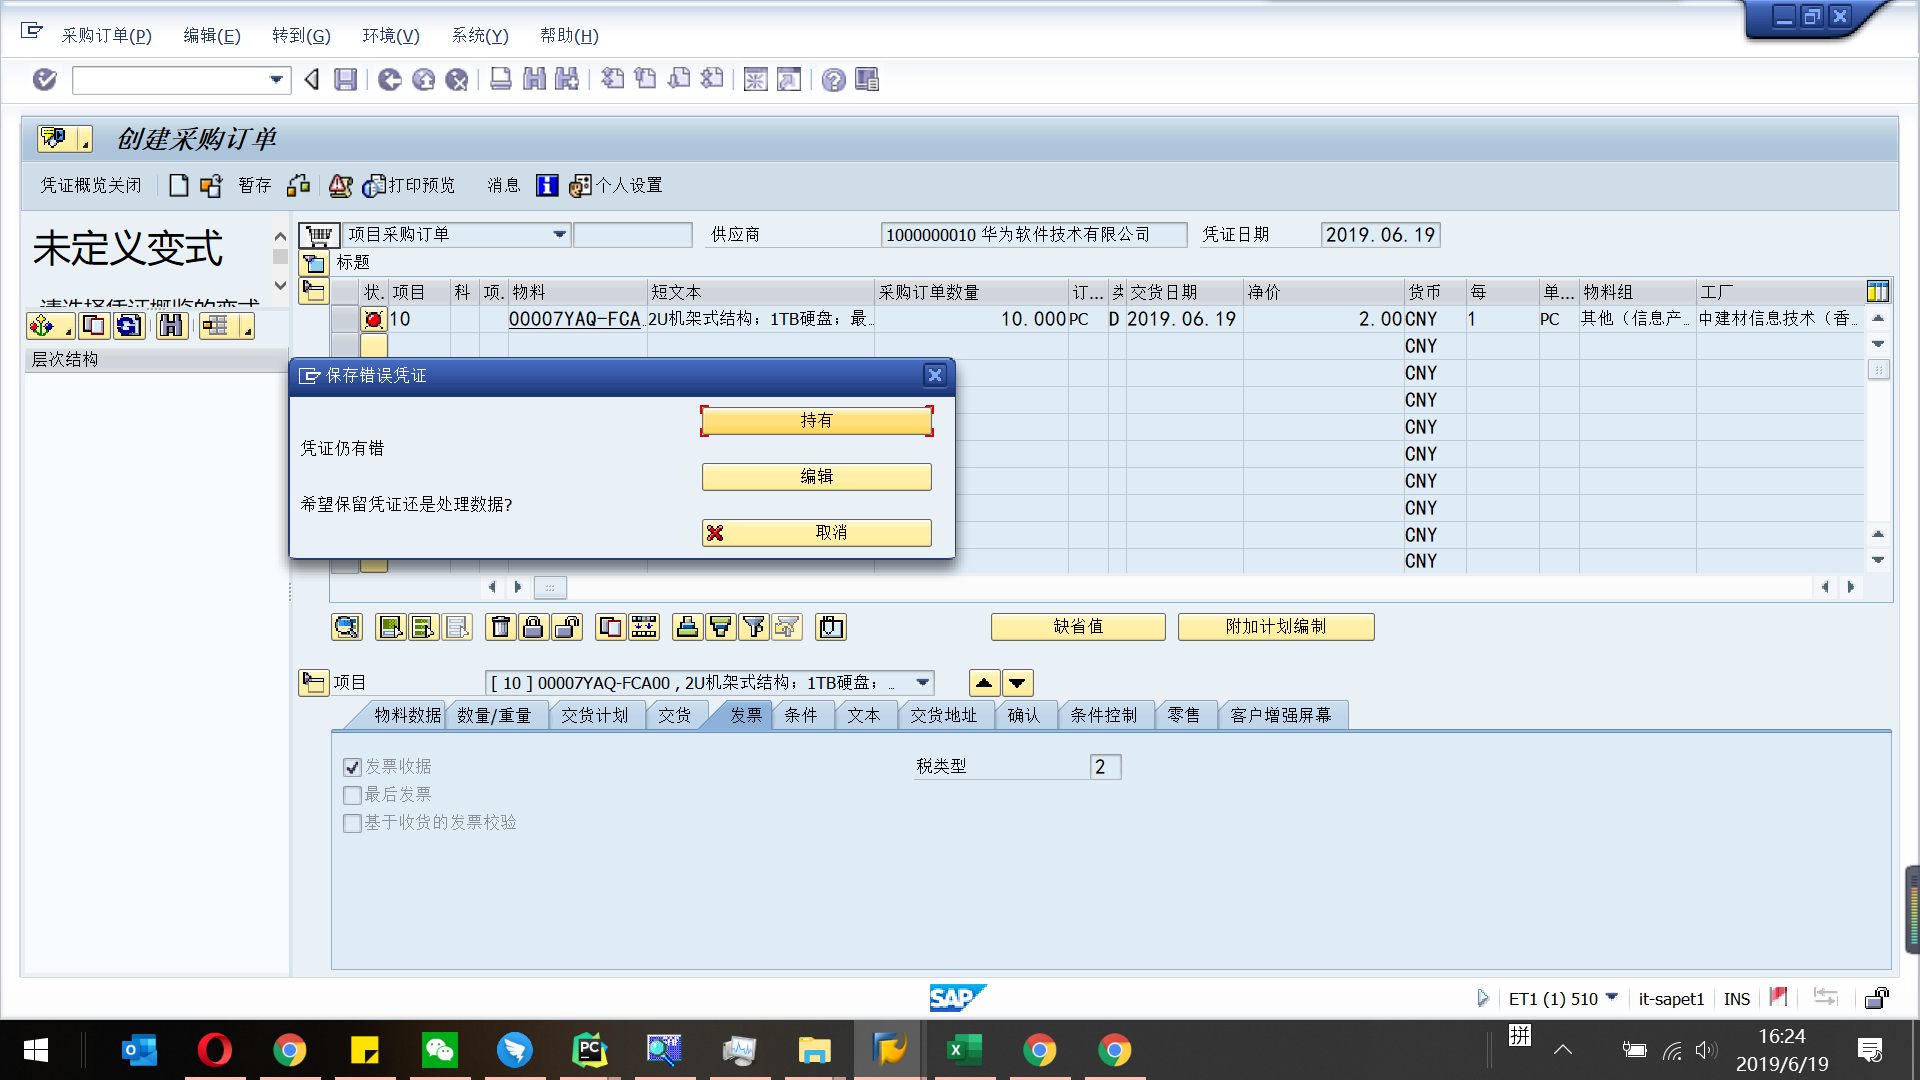 采购订单(P) 编辑(E) 转到(G) 环境(V) 系统(Y) 帮助(H)
创建采购订单
凭证概览关闭 暂存 打印预览 消息 个人设置
未定义变式
项目采购订单 供应商 1000000010 华为软件技术有限公司 凭证日期 2019.06.19
标题
状. 项目 科 项. 物料 短文本 采购订单数量 订... 交货日期 净价 货币 每 单... 物料组 工厂
10 00007YAQ-FCA.. 2U机架式结构；1TB硬盘；最... 10.000 PC D 2019.06.19 2.00 CNY 1 PC 其他（信息产... 中建材信息技术（香...
CNY
CNY
CNY
CNY
CNY
CNY
CNY
CNY
CNY
层次结构
保存错误凭证
持有
凭证仍有错
编辑
希望保留凭证还是处理数据?
取消
缺省值 附加计划编制
项目 [ 10 ] 00007YAQ-FCA00 , 2U机架式结构；1TB硬盘；...
物料数据 数量/重量 交货计划 交货 发票 条件 文本 交货地址 确认 条件控制 零售 客户增强屏幕
发票收据 税类型 2
最后发票
基于收货的发票校验
SAP ET1 (1) 510 it-sapet1 INS
拼 16:24
2019/6/19